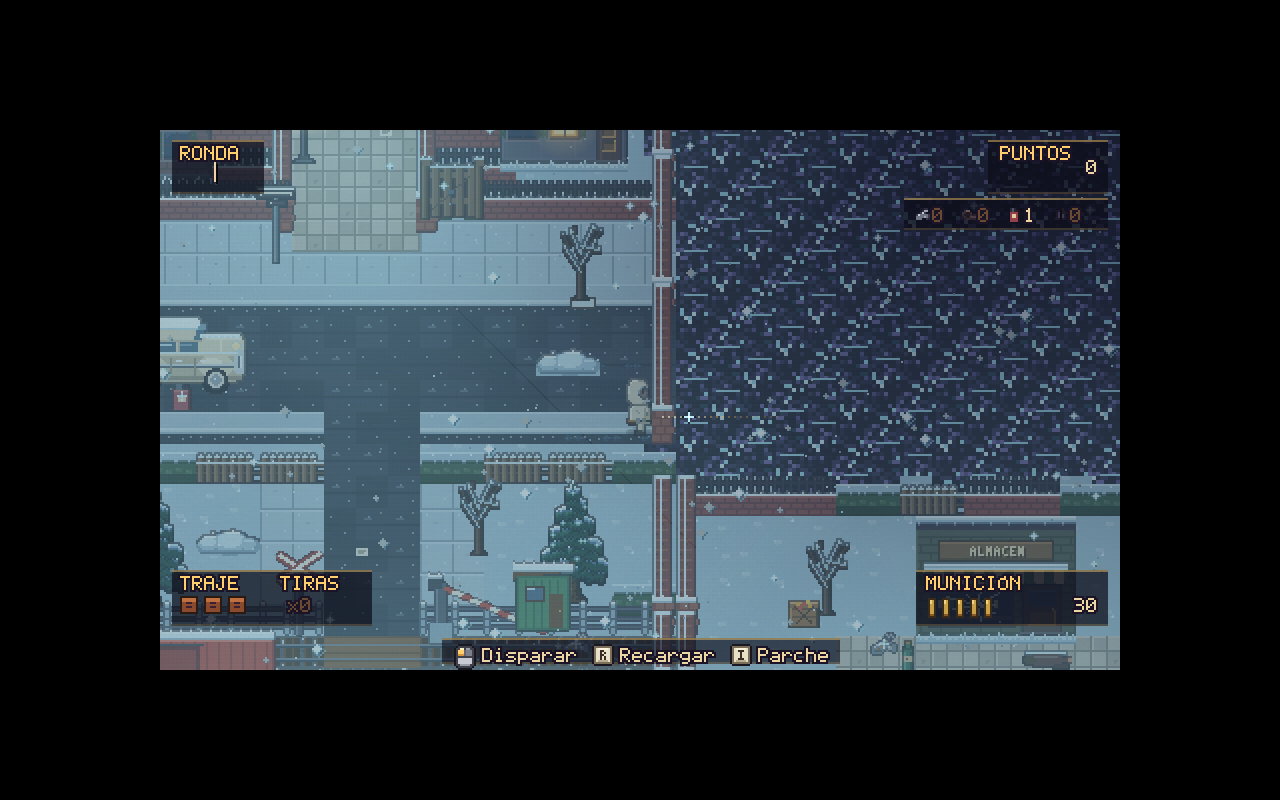 RONDA
PUNTOS
0
0 0 1 0
ALMACEN
TRAJE TIRAS
x0
MUNICION
30
Disparar R Recargar I Parche